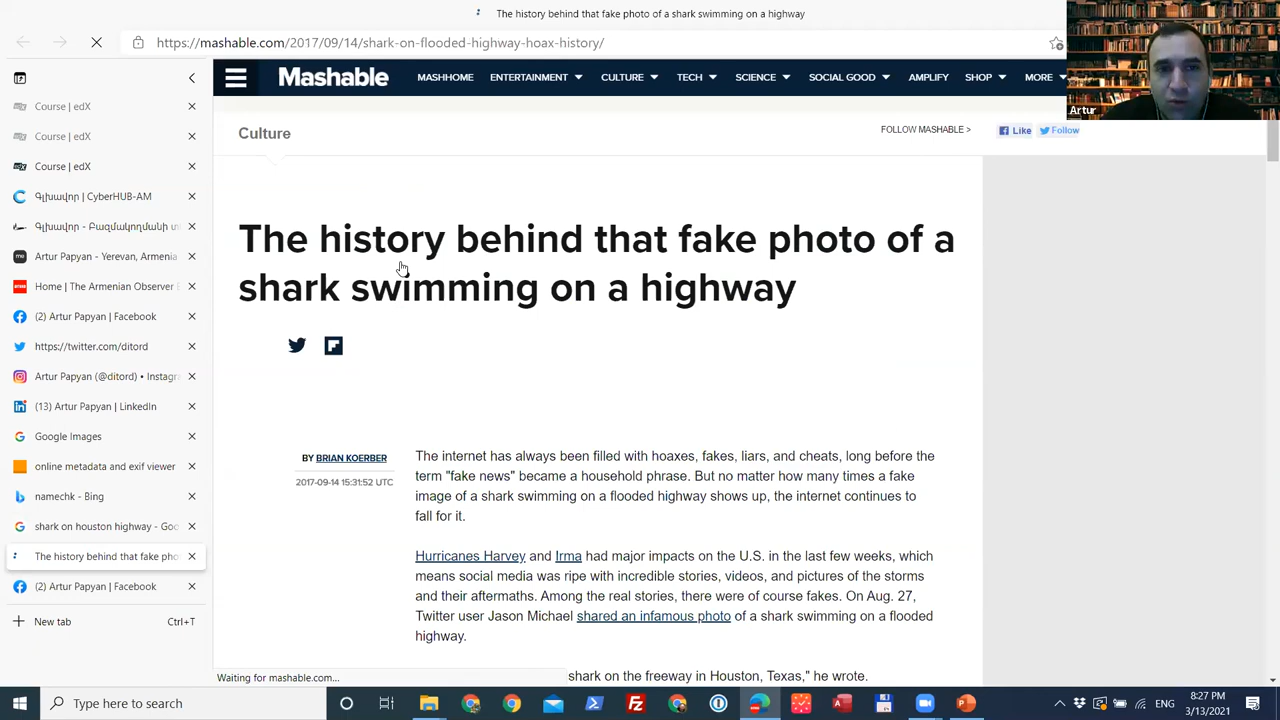 The history behind that fake photo of a shark swimming on a highway
https://mashable.com/2017/09/14/shark-on-flooded-highway-hoax-history/
Artur
Mashable
MASHHOME ENTERTAINMENT CULTURE TECH SCIENCE SOCIAL GOOD AMPLIFY SHOP MORE
Culture
FOLLOW MASHABLE >
Like
Follow
Course | edX
Course | edX
Course | edX
Գլխավոր | CyberHUB-AM
Գլխավոր - Բազմակողմանի տ
Artur Papyan - Yerevan, Armenia
Home | The Armenian Observer
(2) Artur Papyan | Facebook
https://twitter.com/ditord
Artur Papyan (@ditord) • Instagr
(13) Artur Papyan | LinkedIn
Google Images
online metadata and exif viewer
namechk - Bing
shark on houston highway - Goo
The history behind that fake pho
(2) Artur Papyan | Facebook
New tab Ctrl+T
The history behind that fake photo of a
shark swimming on a highway
BY BRIAN KOERBER
2017-09-14 15:31:52 UTC
The internet has always been filled with hoaxes, fakes, liars, and cheats, long before the
term "fake news" became a household phrase. But no matter how many times a fake
image of a shark swimming on a flooded highway shows up, the internet continues to
fall for it.
Hurricanes Harvey and Irma had major impacts on the U.S. in the last few weeks, which
means social media was ripe with incredible stories, videos, and pictures of the storms
and their aftermaths. Among the real stories, there were of course fakes. On Aug. 27,
Twitter user Jason Michael shared an infamous photo of a shark swimming on a flooded
highway.
shark on the freeway in Houston, Texas," he wrote.
Waiting for mashable.com...
Type here to search
ENG
8:27 PM
3/13/2021